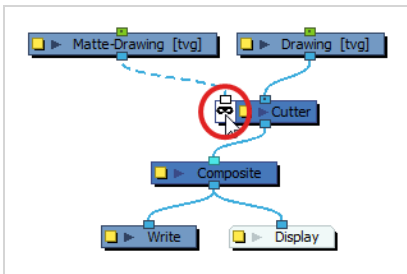 Matte-Drawing [tvg]
Drawing [tvg]
Cutter
Composite
Write
Display